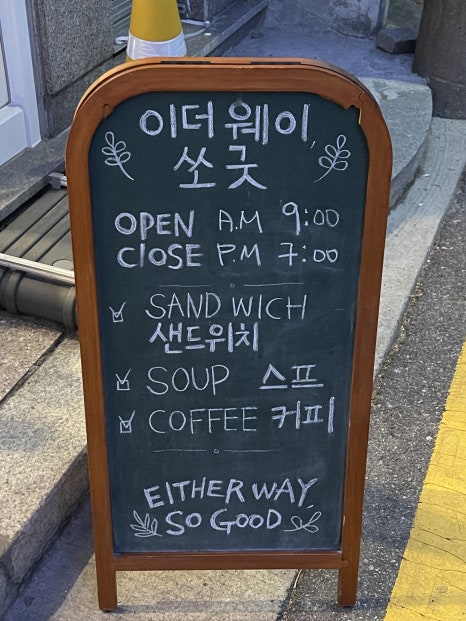 이더 웨이,
쏘 굿
OPEN A.M 9:00
ClOSE P.M 7:00
SAND WICH
샌드위치
SOUP 스프
COFFEE 커피
EITHER WAY,
SO GOOD